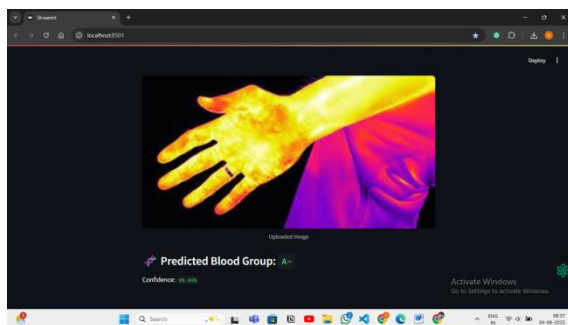 Streamlit
localhost:8501
Deploy
Uploaded Image
Predicted Blood Group: A-
Confidence:
Activate Windows
Go to Settings to activate Windows.
Search
ENG
IN
08:37
04-06-2025